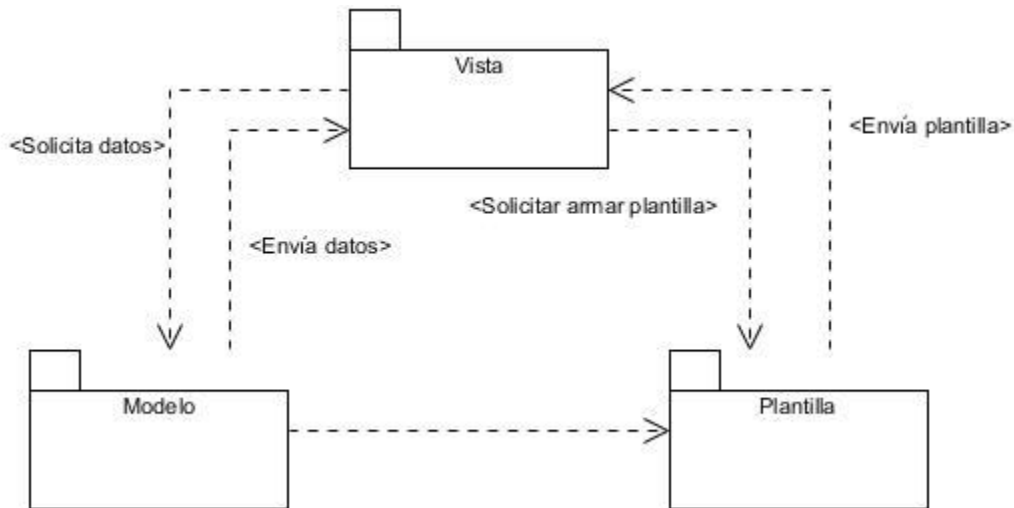 Vista
<Solicita datos>
<Envía plantilla>
<Solicitar armar plantilla>
<Envía datos>
Modelo
Plantilla